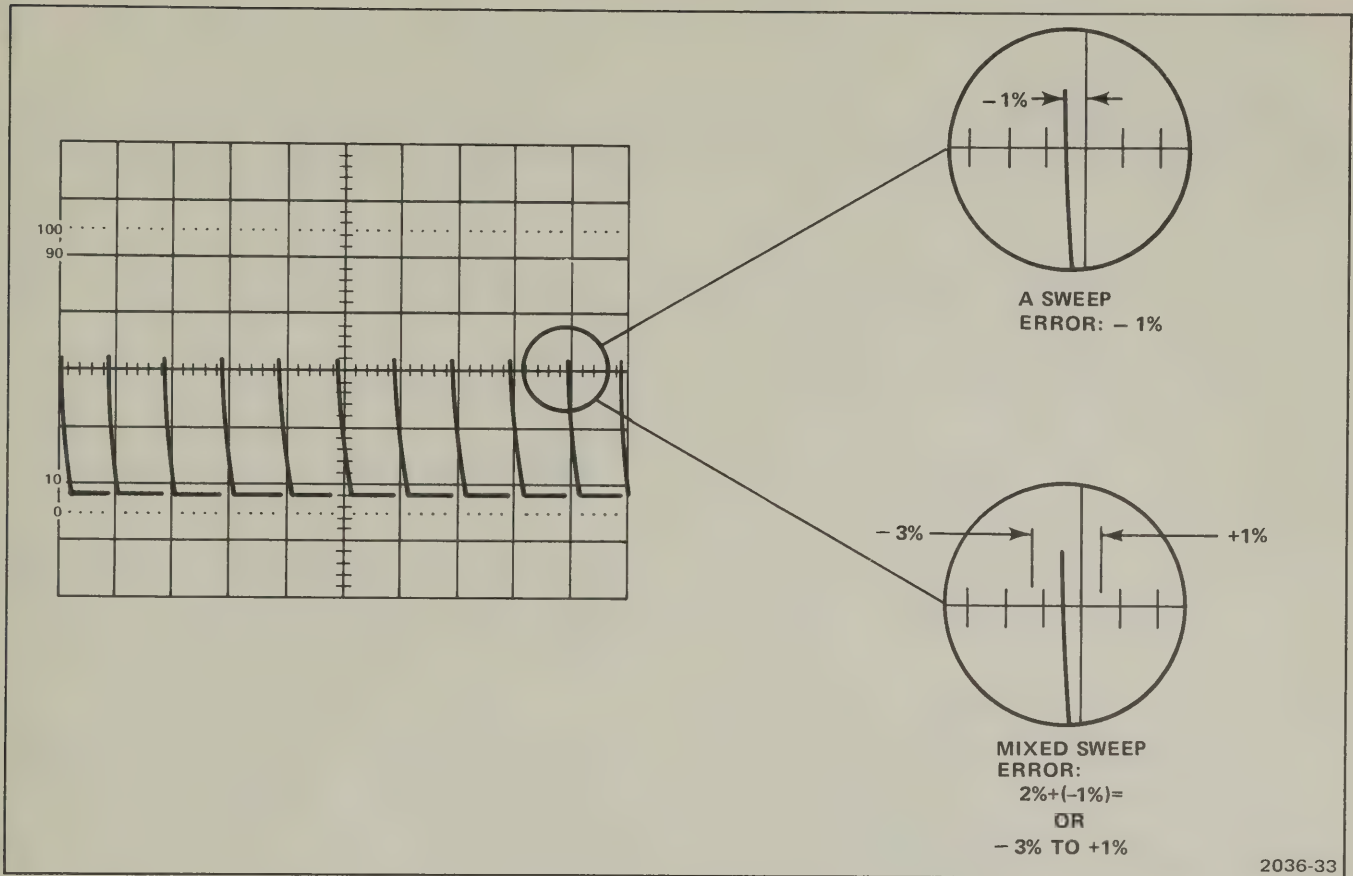 100
90
10
0
– 1%
A SWEEP
ERROR: – 1%
– 3%
+1%
MIXED SWEEP
ERROR:
2%+(–1%)=
OR
– 3% TO +1%
2036-33